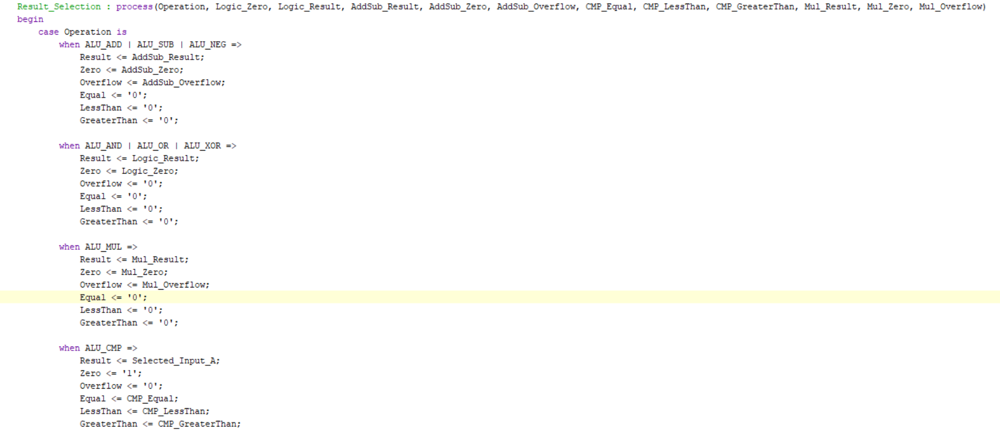 Result_Selection : process(Operation, Logic_Zero, Logic_Result, AddSub_Result, AddSub_Zero, AddSub_Overflow, CMP_Equal, CMP_LessThan, CMP_GreaterThan, Mul_Result, Mul_Zero, Mul_Overflow)
begin
case Operation is
when ALU_ADD | ALU_SUB | ALU_NEG =>
Result <= AddSub_Result;
Zero <= AddSub_Zero;
Overflow <= AddSub_Overflow;
Equal <= '0';
LessThan <= '0';
GreaterThan <= '0';
when ALU_AND | ALU_OR | ALU_XOR =>
Result <= Logic_Result;
Zero <= Logic_Zero;
Overflow <= '0';
Equal <= '0';
LessThan <= '0';
GreaterThan <= '0';
when ALU_MUL =>
Result <= Mul_Result;
Zero <= Mul_Zero;
Overflow <= Mul_Overflow;
Equal <= '0';
LessThan <= '0';
GreaterThan <= '0';
when ALU_CMP =>
Result <= Selected_Input_A;
Zero <= '1';
Overflow <= '0';
Equal <= CMP_Equal;
LessThan <= CMP_LessThan;
GreaterThan <= CMP_GreaterThan;